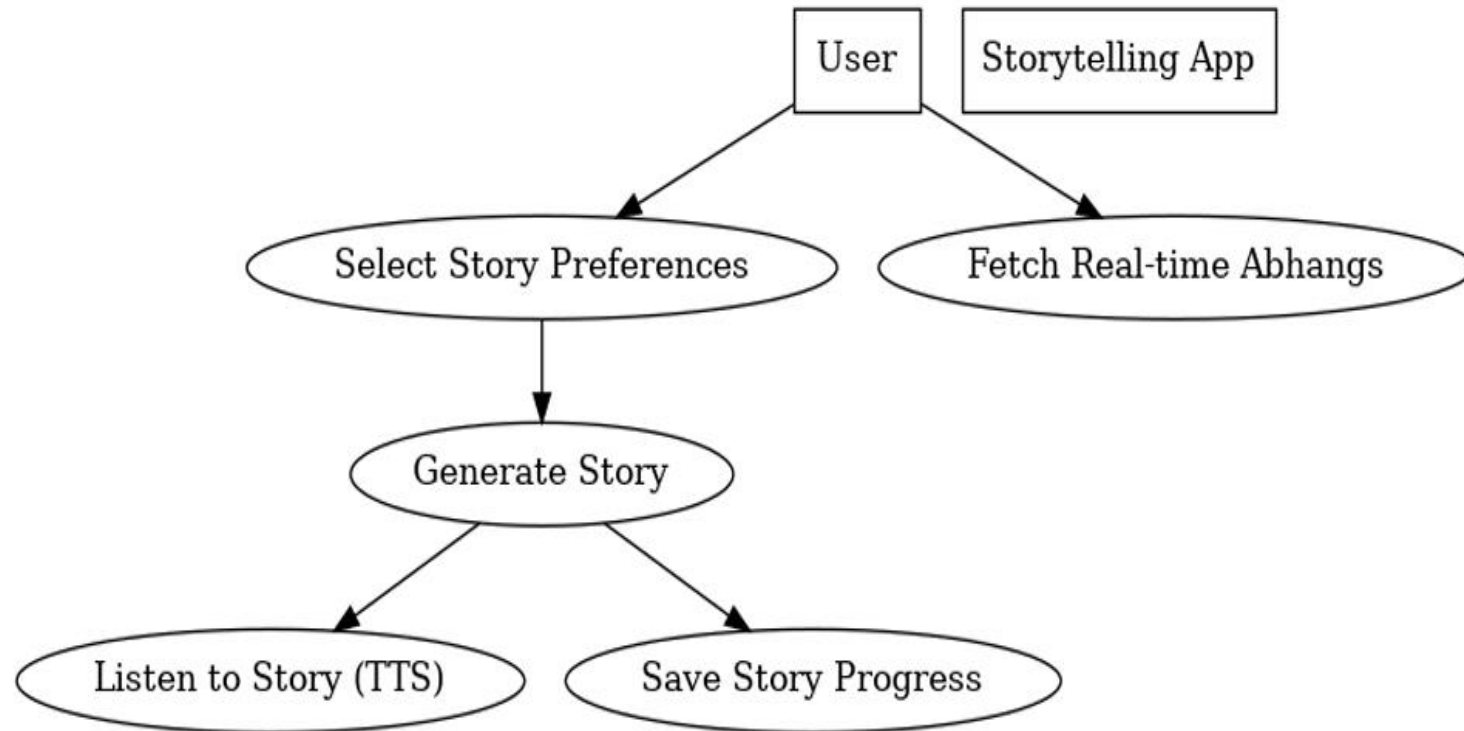 User
Storytelling App
Select Story Preferences
Fetch Real-time Abhangs
Generate Story
Listen to Story (TTS)
Save Story Progress